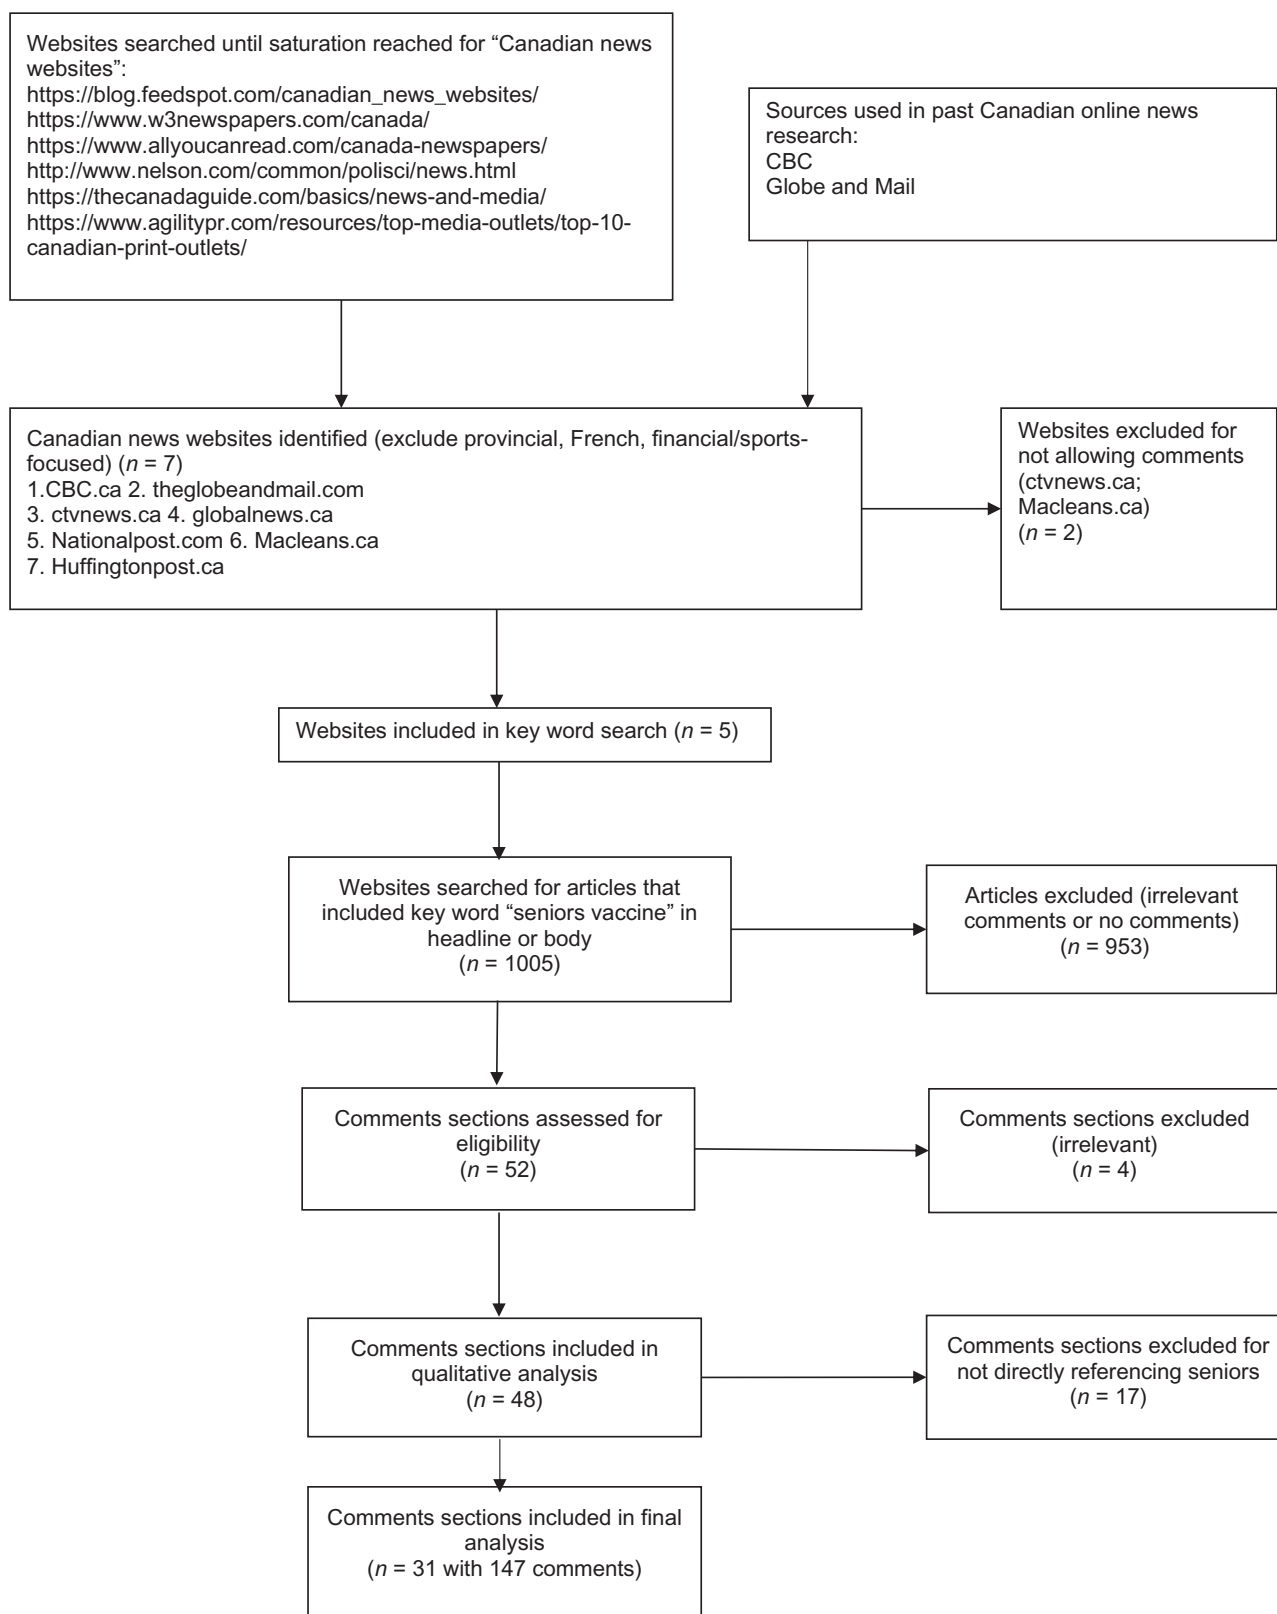 Websites searched until saturation reached for “Canadian news
websites”:
https://blog.feedspot.com/canadian_news_websites/
https://www.w3newspapers.com/canada/
https://www.allyoucanread.com/canada-newspapers/
http://www.nelson.com/common/polisci/news.html
https://thecanadaguide.com/basics/news-and-media/
https://www.agilitypr.com/resources/top-media-outlets/top-10-
canadian-print-outlets/
Sources used in past Canadian online news
research:
CBC
Globe and Mail
Canadian news websites identified (exclude provincial, French, financial/sports-
focused) (n = 7)
1.CBC.ca 2. theglobeandmail.com
3. ctvnews.ca 4. globalnews.ca
5. Nationalpost.com 6. Macleans.ca
7. Huffingtonpost.ca
Websites excluded for
not allowing comments
(ctvnews.ca;
Macleans.ca)
(n = 2)
Websites included in key word search (n = 5)
Websites searched for articles that
included key word “seniors vaccine” in
headline or body
(n = 1005)
Articles excluded (irrelevant
comments or no comments)
(n = 953)
Comments sections assessed for
eligibility
(n = 52)
Comments sections excluded
(irrelevant)
(n = 4)
Comments sections included in
qualitative analysis
(n = 48)
Comments sections excluded for
not directly referencing seniors
(n = 17)
Comments sections included in final
analysis
(n = 31 with 147 comments)